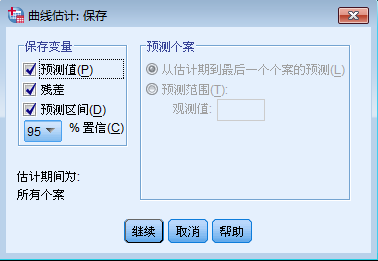 曲线估计: 保存
保存变量
预测值(P)
残差
预测区间(D)
95 % 置信(C)
估计期间为:
所有个案
预测个案
从估计期到最后一个个案的预测(L)
预测范围(T):
观测值:
继续 取消 帮助